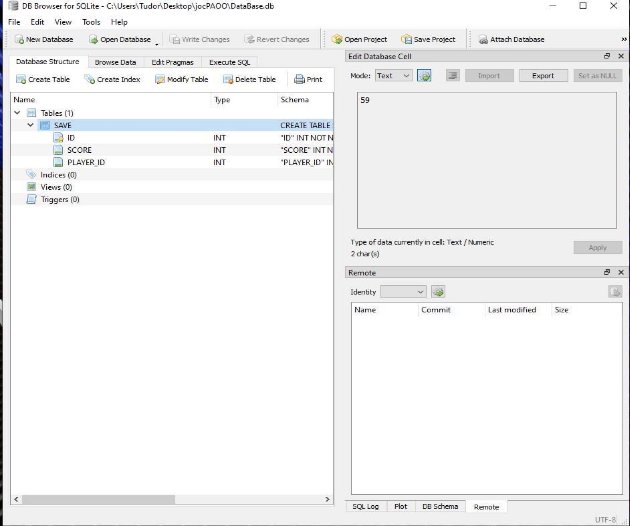 DB Browser for SQLite - C:\Users\Tudor\Desktop\jocPAOO\DataBase.db
File Edit View Tools Help
New Database Open Database Write Changes Revert Changes Open Project Save Project Attach Database »
Database Structure Browse Data Edit Pragmas Execute SQL
Create Table Create Index Modify Table Delete Table Print
Name Type Schema
Tables (1)
SAVE CREATE TABLE
ID INT "ID" INT NOT N
SCORE INT "SCORE" INT N
PLAYER_ID INT "PLAYER_ID" IN
Indices (0)
Views (0)
Triggers (0)
Edit Database Cell
Mode: Text Import Export Set as NULL
59
Type of data currently in cell: Text / Numeric
2 char(s)
Apply
Remote
Identity
Name Commit Last modified Size
SQL Log Plot DB Schema Remote
UTF-8